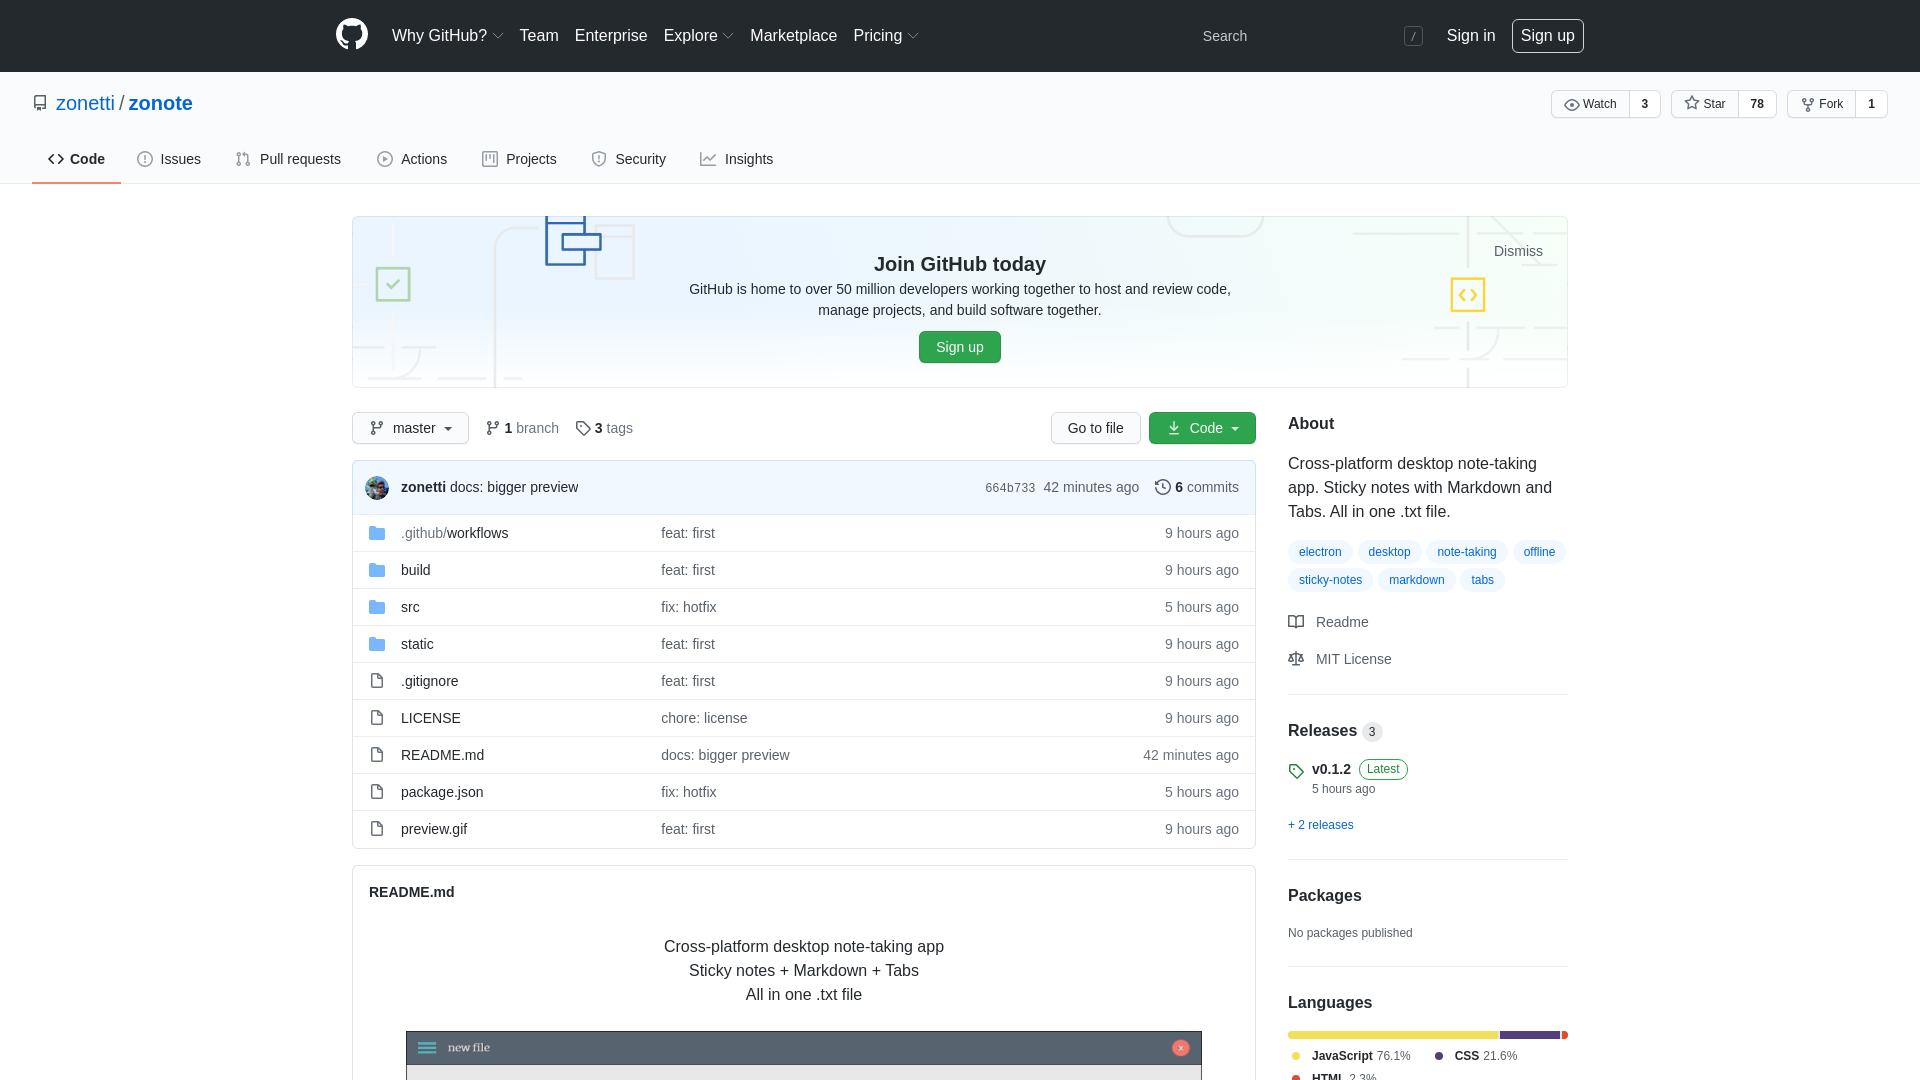 Why GitHub? Team Enterprise Explore Marketplace Pricing Search / Sign in Sign up
zonetti / zonote
Watch 3 Star 78 Fork 1
Code Issues Pull requests Actions Projects Security Insights
Dismiss
Join GitHub today
GitHub is home to over 50 million developers working together to host and review code,
manage projects, and build software together.
Sign up
master 1 branch 3 tags Go to file Code
zonetti docs: bigger preview 664b733 42 minutes ago 6 commits
.github/workflows feat: first 9 hours ago
build feat: first 9 hours ago
src fix: hotfix 5 hours ago
static feat: first 9 hours ago
.gitignore feat: first 9 hours ago
LICENSE chore: license 9 hours ago
README.md docs: bigger preview 42 minutes ago
package.json fix: hotfix 5 hours ago
preview.gif feat: first 9 hours ago
README.md
Cross-platform desktop note-taking app
Sticky notes + Markdown + Tabs
All in one .txt file
new file
About
Cross-platform desktop note-taking
app. Sticky notes with Markdown and
Tabs. All in one .txt file.
electron desktop note-taking offline
sticky-notes markdown tabs
Readme
MIT License
Releases 3
v0.1.2 Latest
5 hours ago
+ 2 releases
Packages
No packages published
Languages
JavaScript 76.1% CSS 21.6%
HTML 2.3%